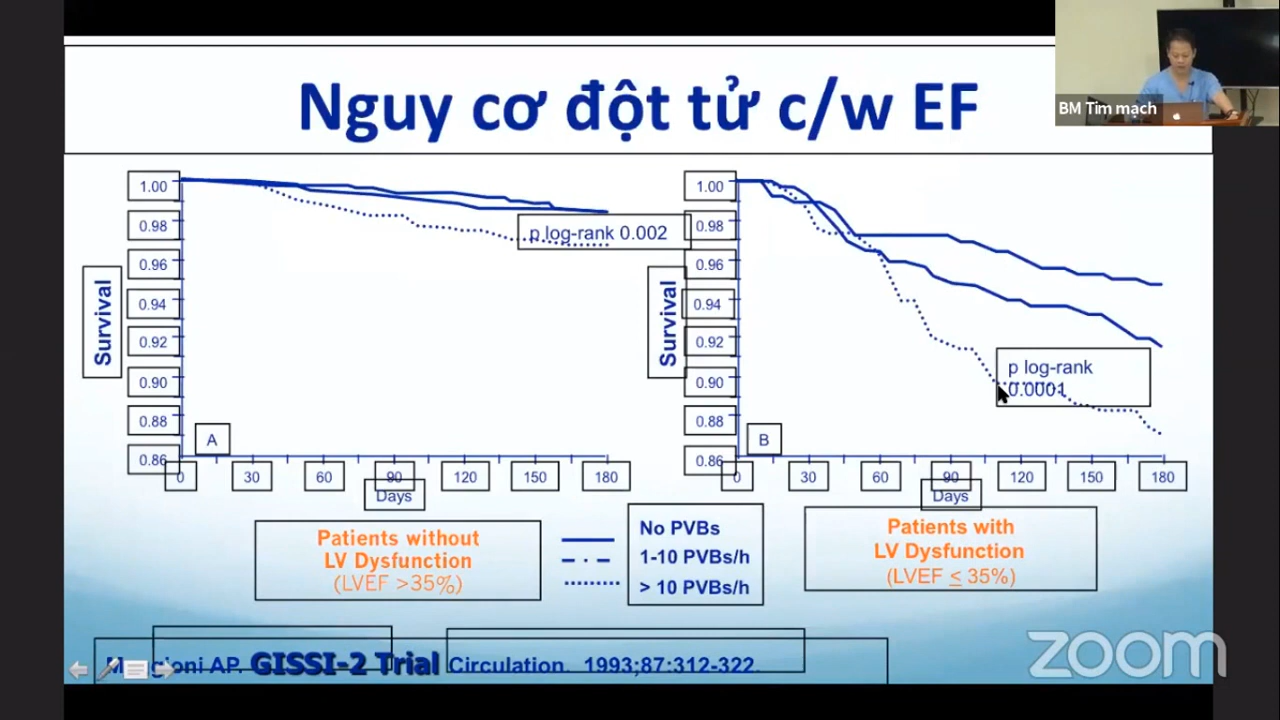 Nguy cơ đột tử c/w EF
BM Tim mạch
1.00
0.98
0.96
0.94
0.92
0.90
0.88
0.86
Survival
p log-rank 0.002
A
0 30 60 90 120 150 180
Days
1.00
0.98
0.96
0.94
0.92
0.90
0.88
0.86
Survival
p log-rank
0.0001
B
0 30 60 90 120 150 180
Days
Patients without
LV Dysfunction
(LVEF >35%)
No PVBs
1-10 PVBs/h
> 10 PVBs/h
Patients with
LV Dysfunction
(LVEF ≤ 35%)
AP. GISSI-2 Trial Circulation. 1993;87:312-322.
zoom